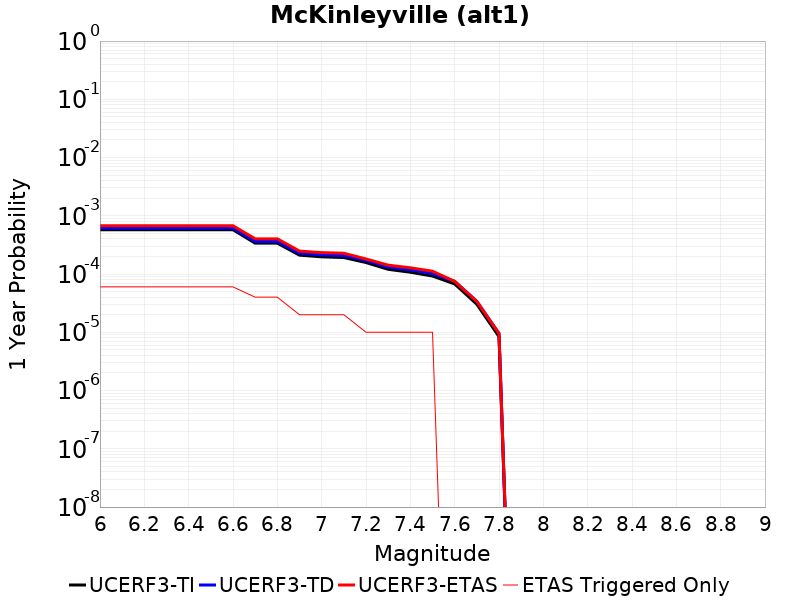 McKinleyville (alt1)
10^0
10^-1
10^-2
10^-3
10^-4
10^-5
10^-6
10^-7
10^-8
1 Year Probability
6 6.2 6.4 6.6 6.8 7 7.2 7.4 7.6 7.8 8 8.2 8.4 8.6 8.8 9
Magnitude
UCERF3-TI UCERF3-TD UCERF3-ETAS ETAS Triggered Only